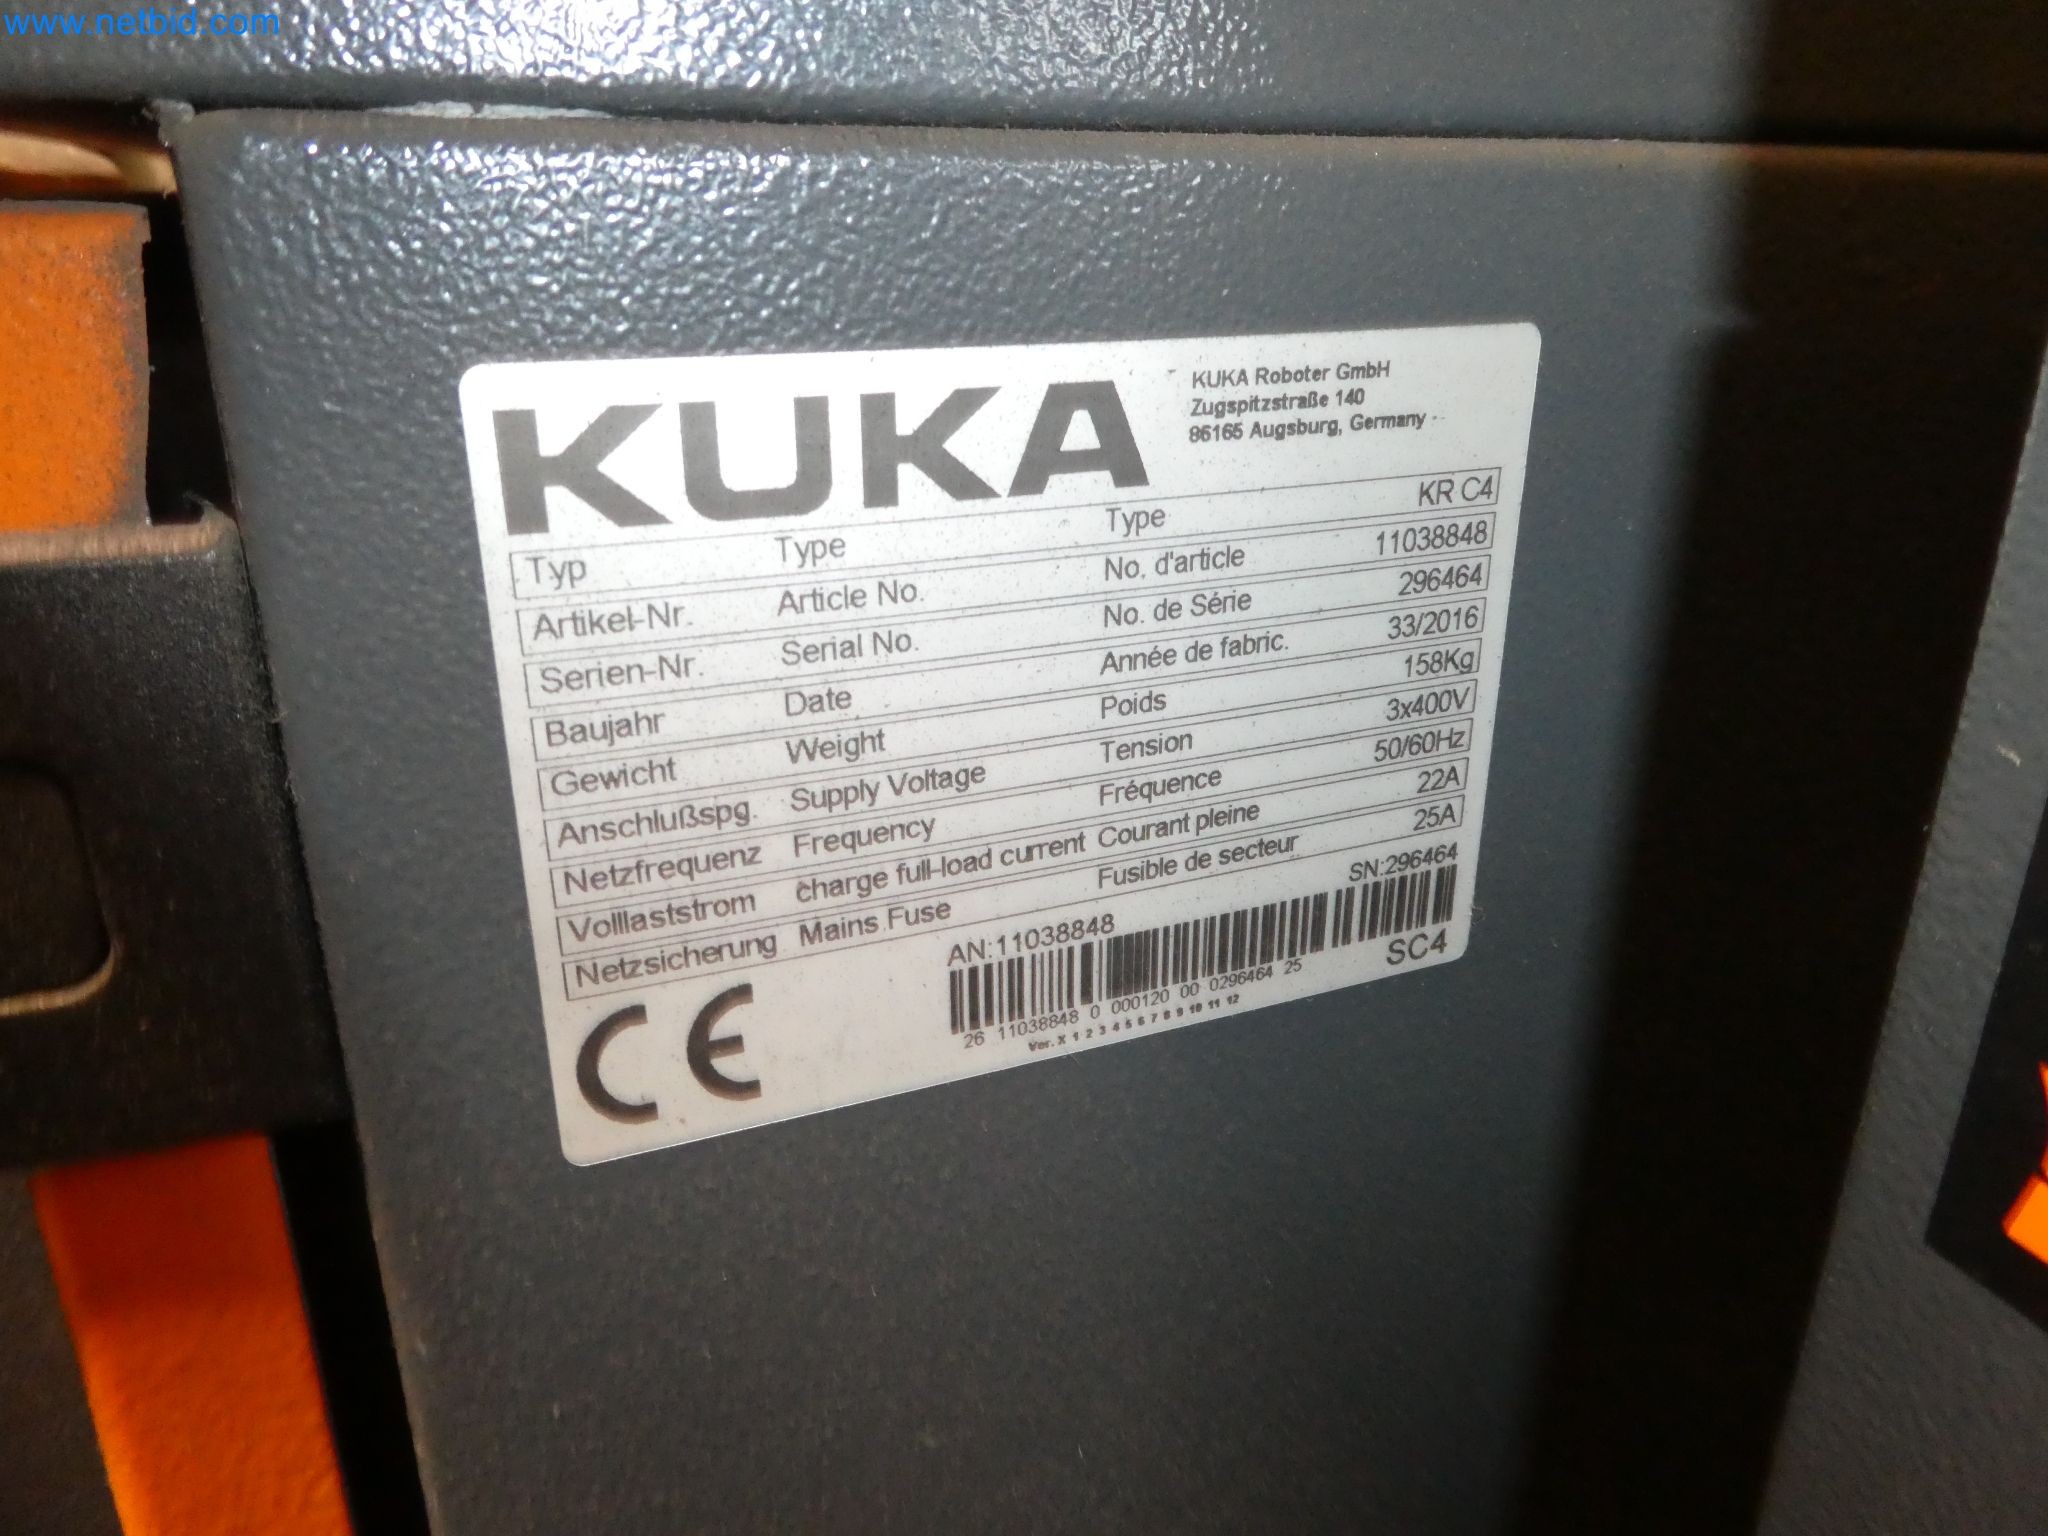 www.netbid.com
KUKA
KUKA Roboter GmbH
Zugspitzstraße 140
86165 Augsburg, Germany
Typ Type Type KR C4
Artikel-Nr. Article No. No. d'article 11038848
Serien-Nr. Serial No. No. de Série 296464
Baujahr Date Année de fabric. 33/2016
Gewicht Weight Poids 158Kg
Anschlußspg. Supply Voltage Tension 3x400V
Netzfrequenz Frequency Fréquence 50/60Hz
Volllaststrom charge full-load current Courant pleine 22A
Netzsicherung Mains Fuse Fusible de secteur 25A
AN:11038848 SN:296464
26 11038848 0 000120 00 0296464 25
SC4
Ver. X 1 2 3 4 5 6 7 8 9 10 11 12
CE